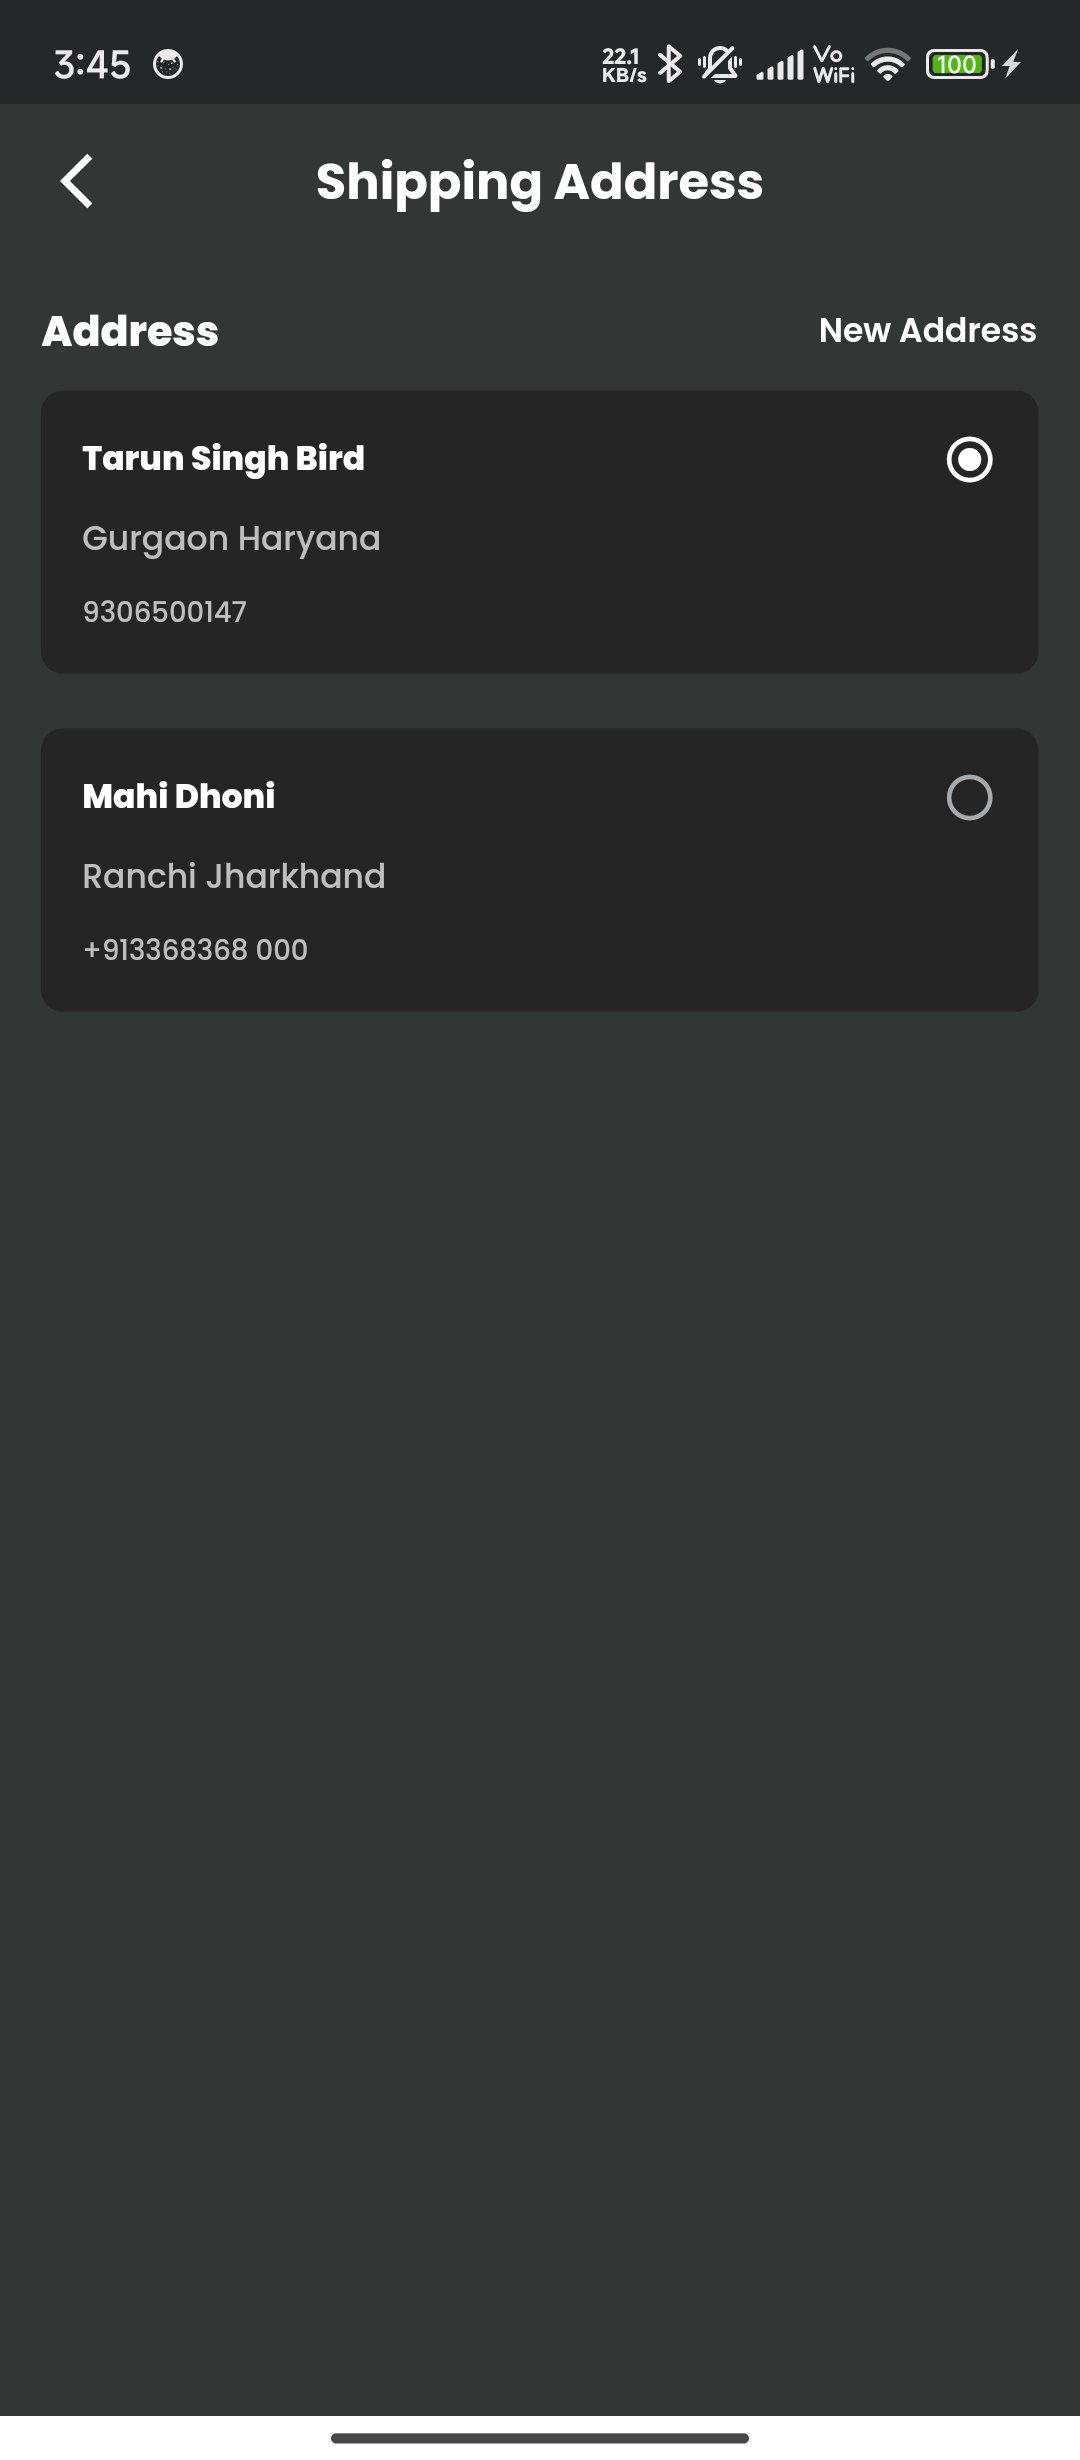 3:45
22.1 KB/s Vo WiFi 100
Shipping Address
Address
New Address
Tarun Singh Bird
Gurgaon Haryana
9306500147
Mahi Dhoni
Ranchi Jharkhand
+913368368 000